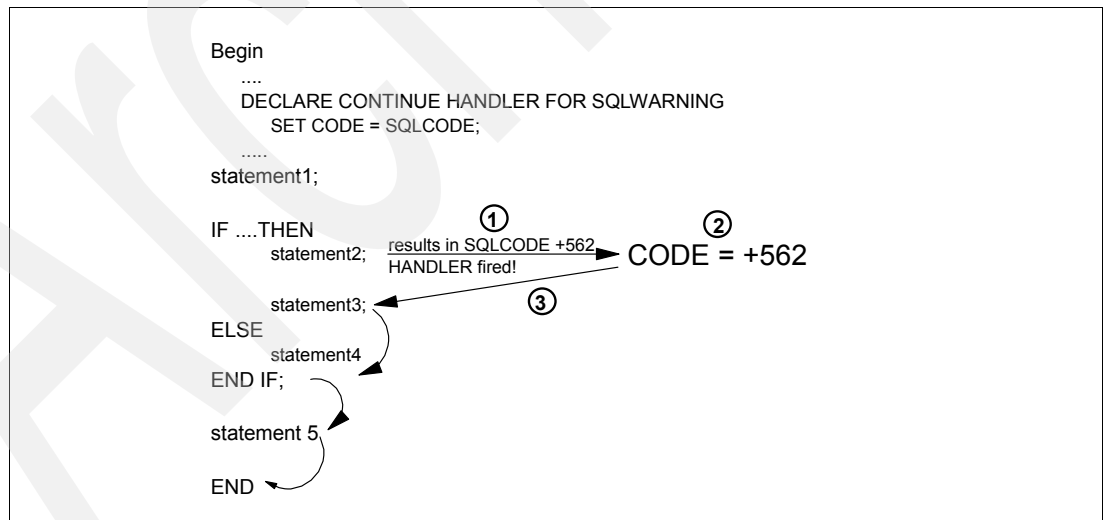 Begin
....
DECLARE CONTINUE HANDLER FOR SQLWARNING
SET CODE = SQLCODE;
.....
statement1;
IF ....THEN
1
2
statement2;
results in SQLCODE +562
HANDLER fired!
CODE = +562
statement3;
3
ELSE
statement4
END IF;
statement 5
END